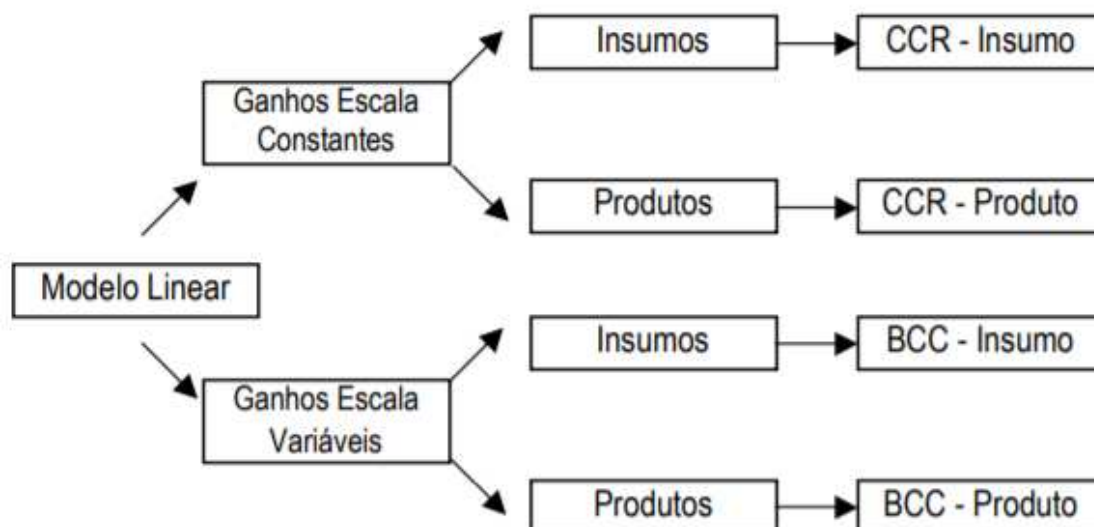 Insumos
CCR - Insumo
Ganhos Escala
Constantes
Produtos
CCR - Produto
Modelo Linear
Insumos
BCC - Insumo
Ganhos Escala
Variáveis
Produtos
BCC - Produto